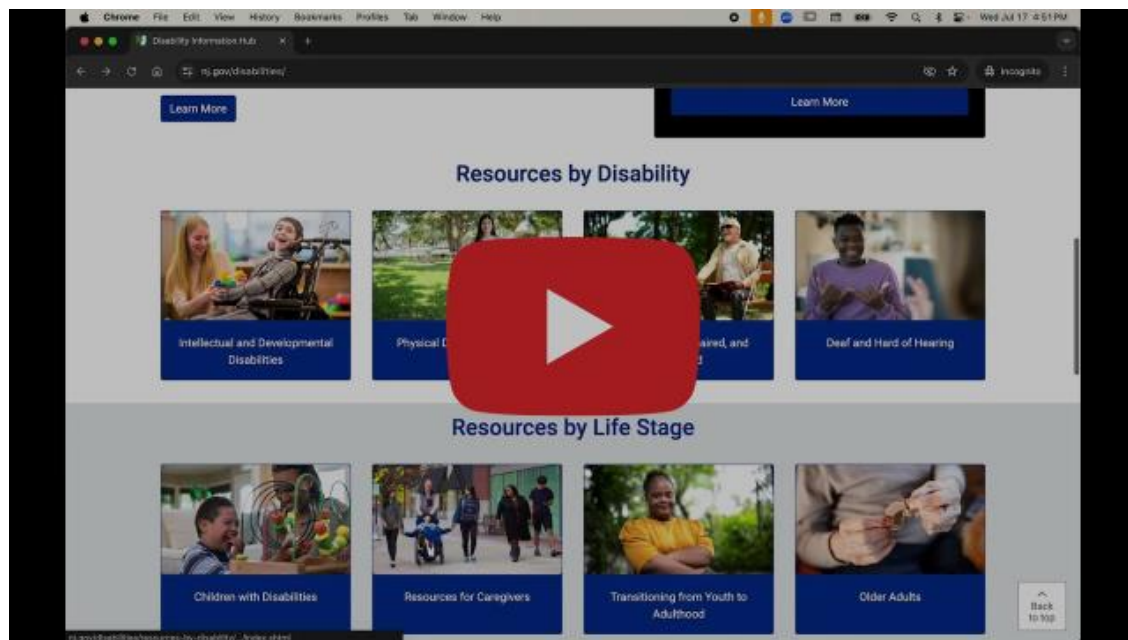 Chrome File Edit View History Bookmarks Profiles Tab Window Help Wed Jul 17 4:51 PM
Disability Information Hub
nj.gov/disabilities/ Incognito
Learn More
Learn More
Resources by Disability
Intellectual and Developmental
Disabilities
Physical
aired, and
Deaf and Hard of Hearing
Resources by Life Stage
Children with Disabilities
Resources for Caregivers
Transitioning from Youth to
Adulthood
Older Adults
Back
to top